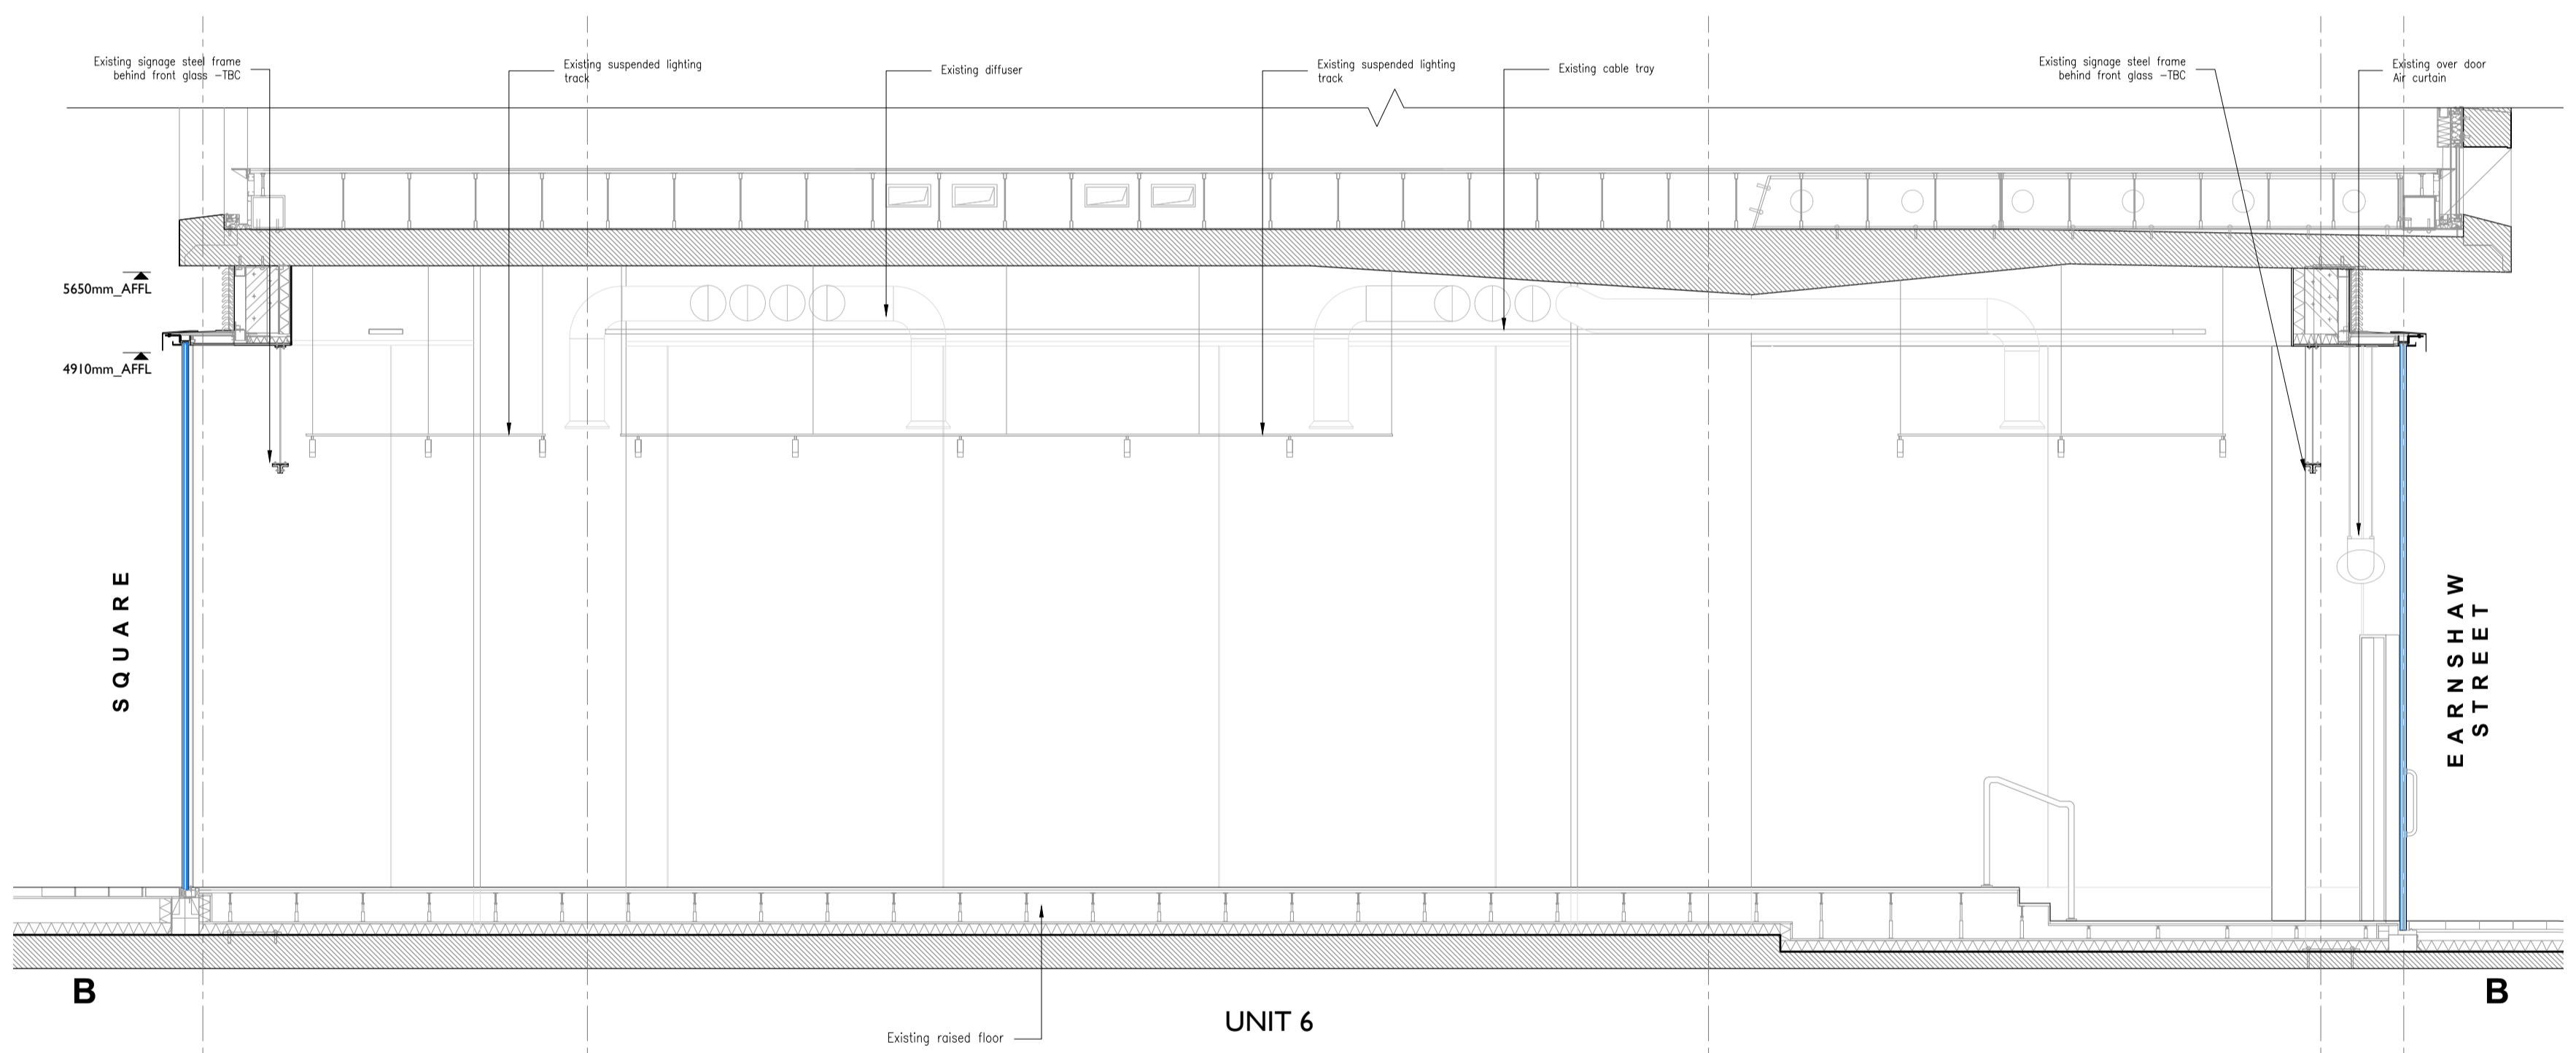 Existing signage steel frame
behind front glass -TBC
Existing suspended lighting
track
Existing diffuser
Existing suspended lighting
track
Existing cable tray
Existing signage steel frame
behind front glass -TBC
Existing over door
Air curtain
5650mm_AFFL
4910mm_AFFL
SQUARE
EARNSHAW
STREET
B
B
UNIT 6
Existing raised floor